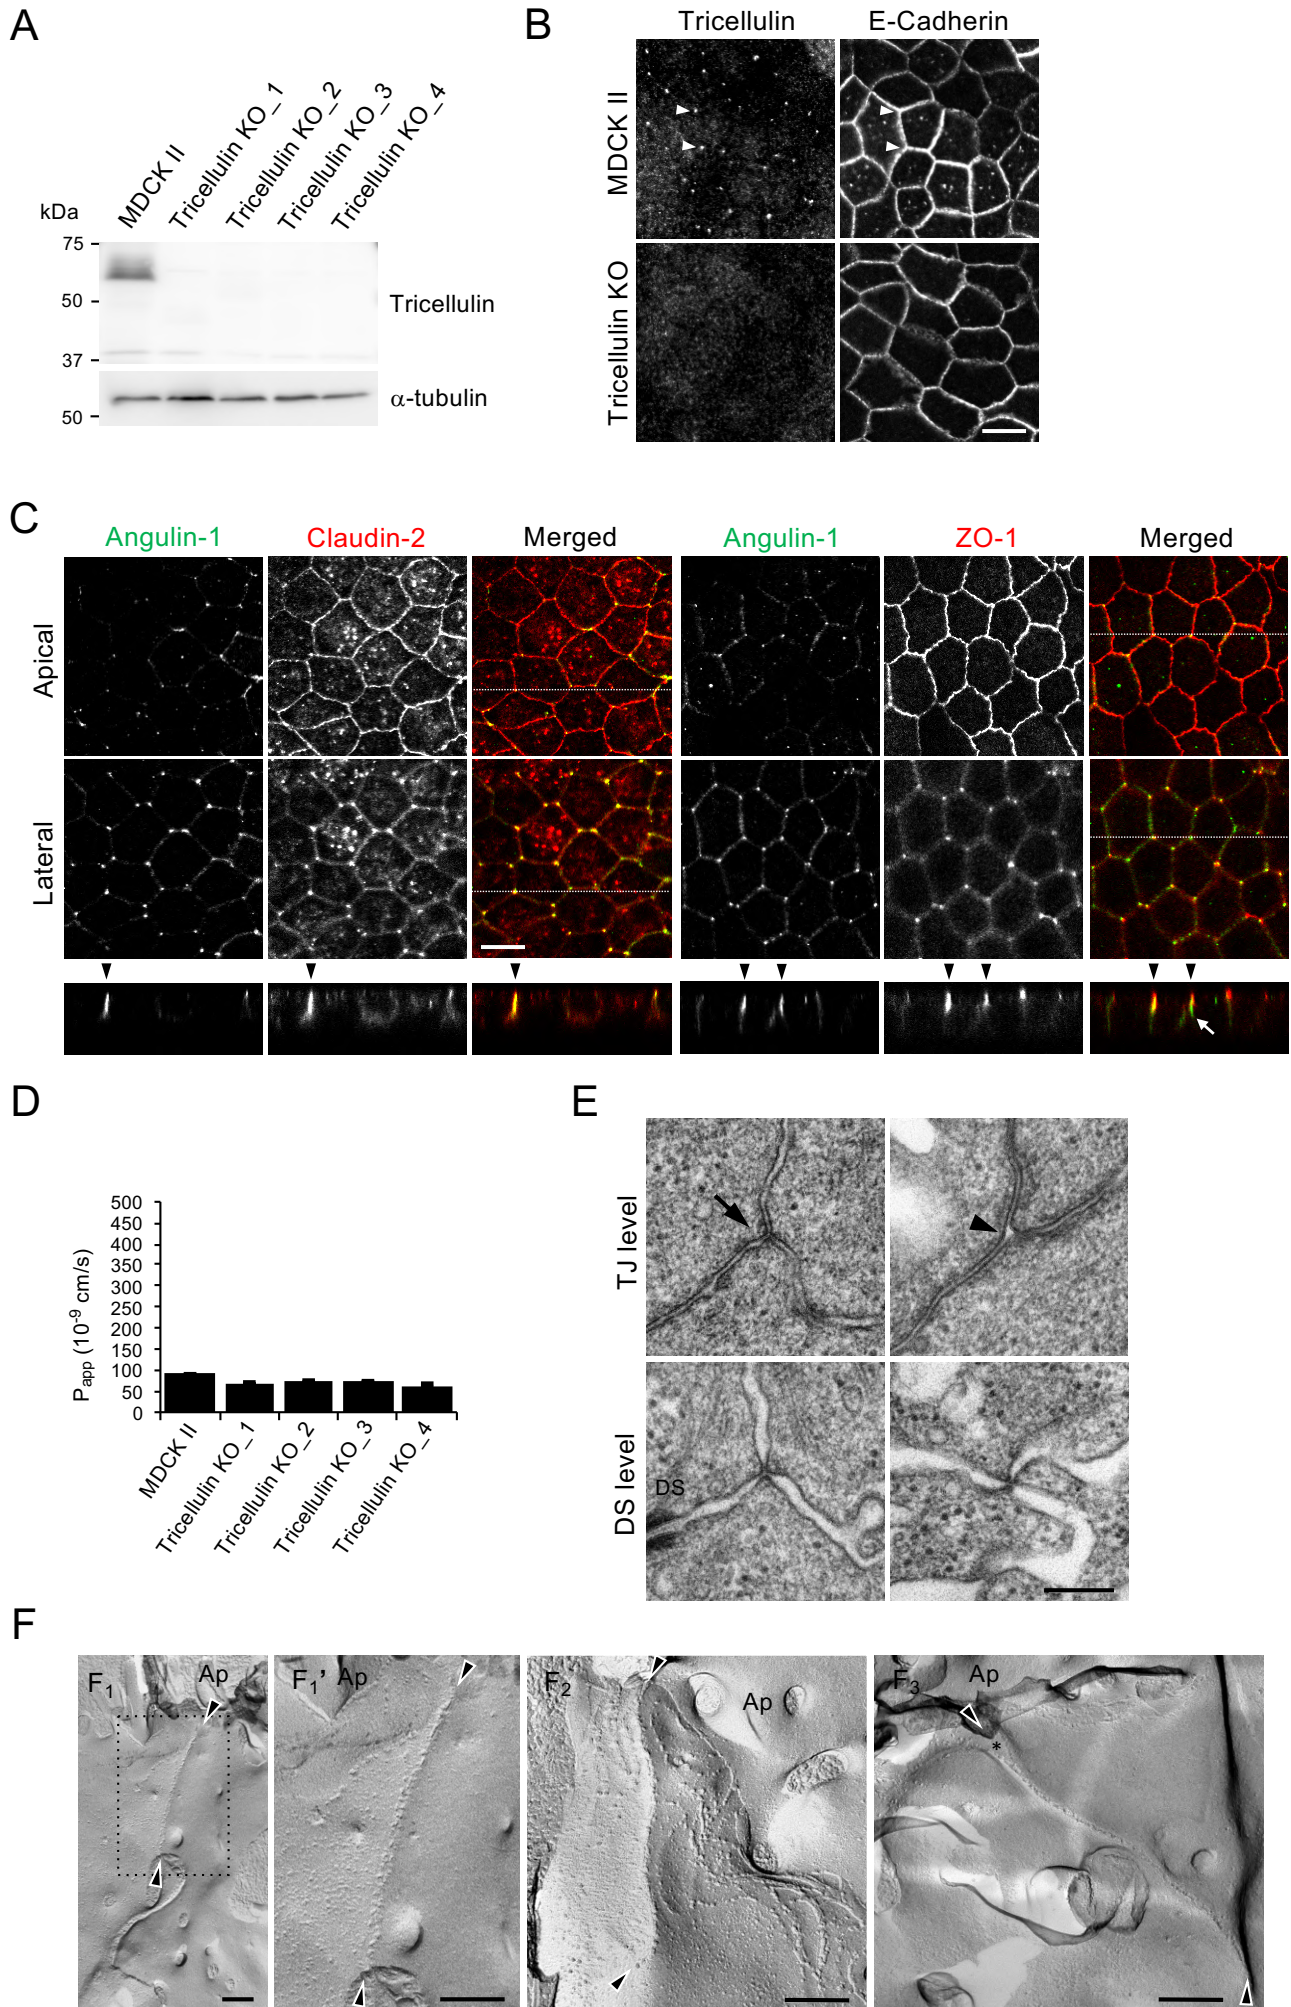 A
MDCK II
Tricellulin KO_1
Tricellulin KO_2
Tricellulin KO_3
Tricellulin KO_4
kDa
75
50
37
Tricellulin
50
α-tubulin
B
Tricellulin
E-Cadherin
MDCK II
Tricellulin KO
C
Angulin-1
Claudin-2
Merged
Angulin-1
ZO-1
Merged
Apical
Lateral
D
Papp (10-9 cm/s)
500
450
400
350
300
250
200
150
100
50
0
MDCK II
Tricellulin KO_1
Tricellulin KO_2
Tricellulin KO_3
Tricellulin KO_4
E
TJ level
DS level
DS
F
F1
Ap
F1’
Ap
F2
Ap
F3
Ap
*